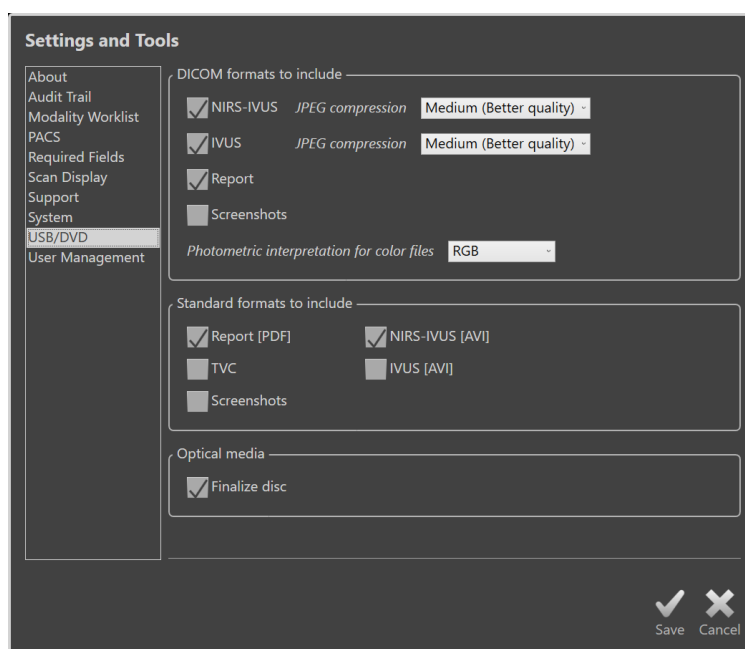 Settings and Tools
About
Audit Trail
Modality Worklist
PACS
Required Fields
Scan Display
Support
System
USB/DVD
User Management
DICOM formats to include
NIRS-IVUS JPEG compression Medium (Better quality)
IVUS JPEG compression Medium (Better quality)
Report
Screenshots
Photometric interpretation for color files RGB
Standard formats to include
Report [PDF] NIRS-IVUS [AVI]
TVC IVUS [AVI]
Screenshots
Optical media
Finalize disc
Save Cancel